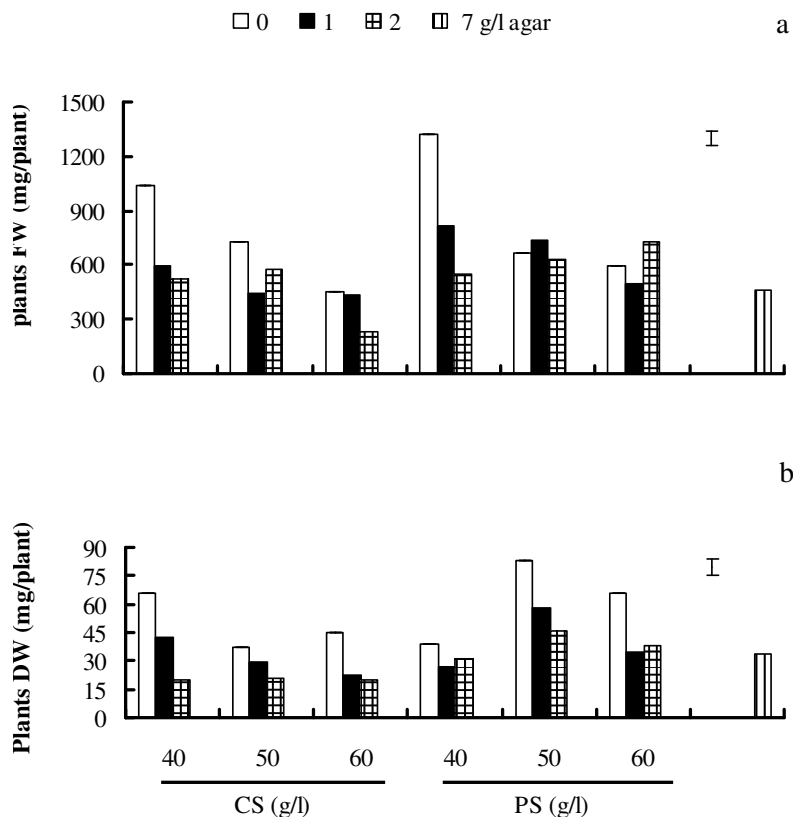 0 1 2 7 g/l agar
a
plants FW (mg/plant)
1500
1200
900
600
300
0
b
Plants DW (mg/plant)
90
75
60
45
30
15
0
40 50 60 40 50 60
CS (g/l) PS (g/l)